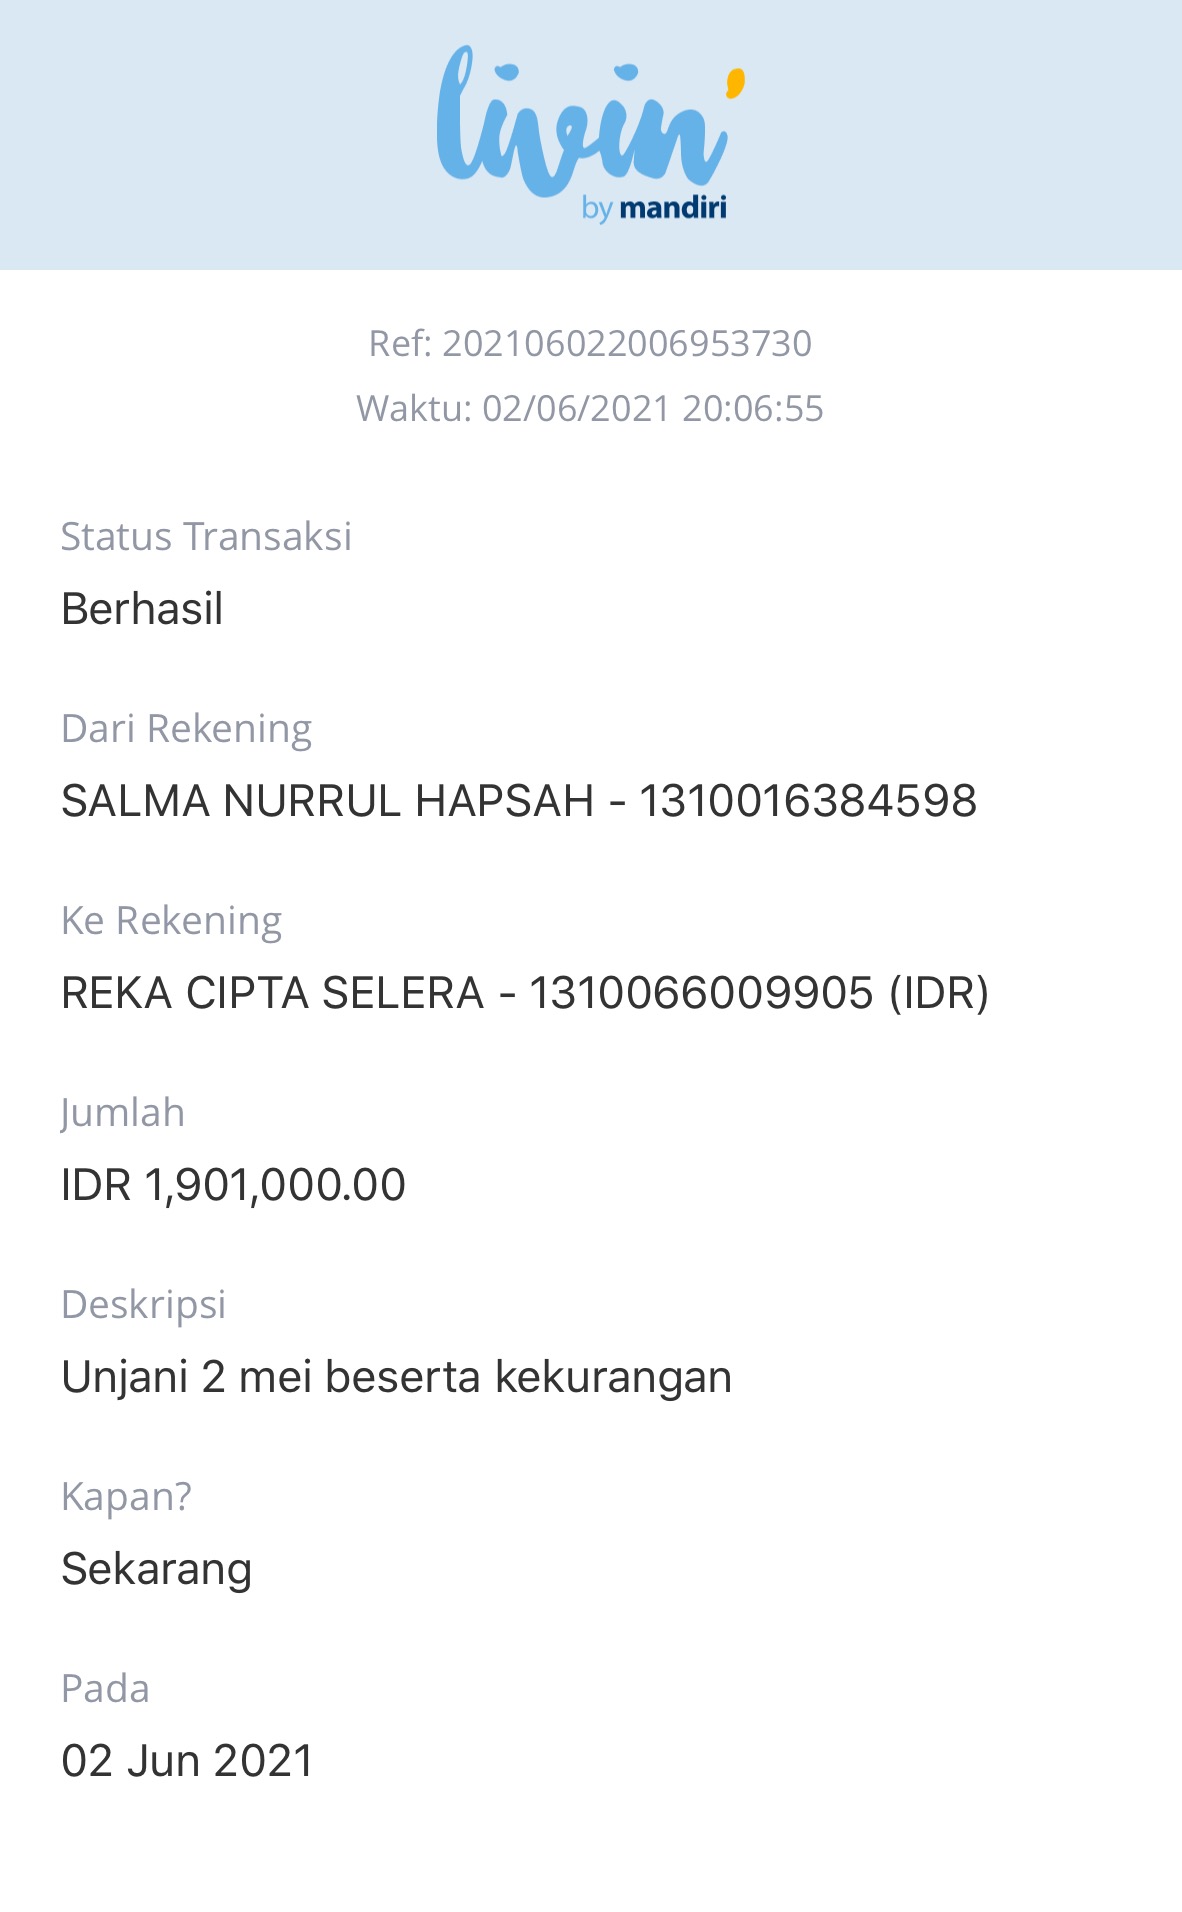 livin'
by mandiri
Ref: 202106022006953730
Waktu: 02/06/2021 20:06:55
Status Transaksi
Berhasil
Dari Rekening
SALMA NURRUL HAPSAH - 1310016384598
Ke Rekening
REKA CIPTA SELERA - 1310066009905 (IDR)
Jumlah
IDR 1,901,000.00
Deskripsi
Unjani 2 mei beserta kekurangan
Kapan?
Sekarang
Pada
02 Jun 2021